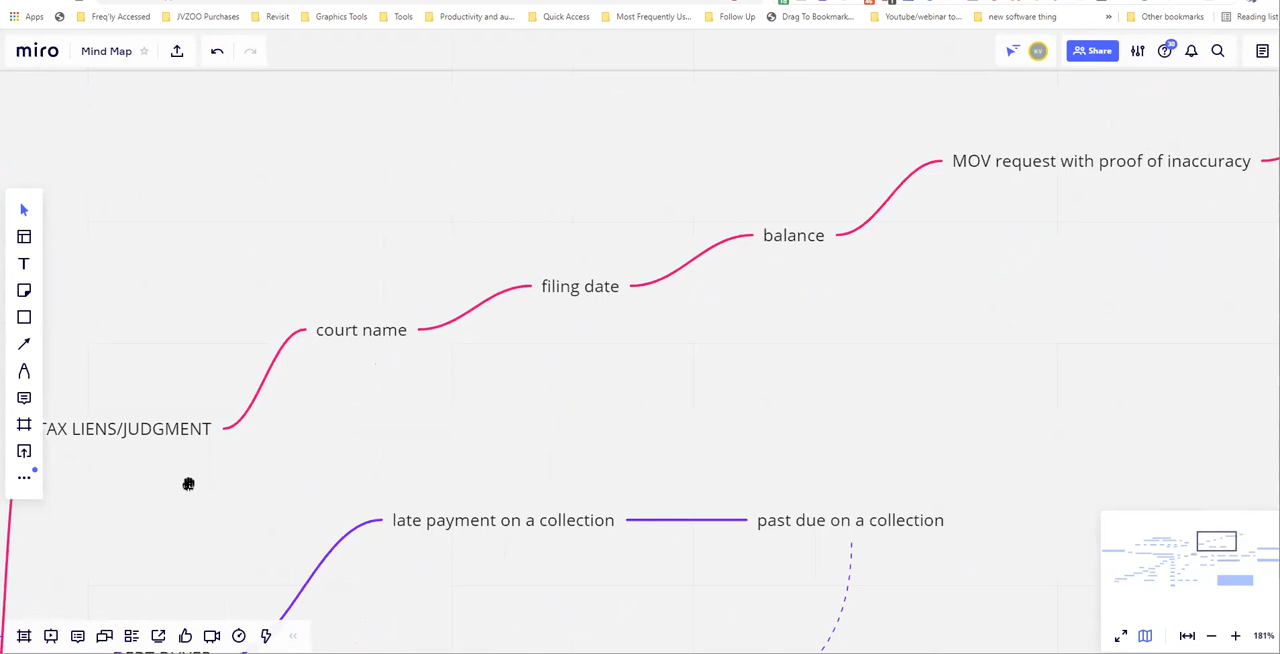 Apps
Freq'ly Accessed
JVZOO Purchases
Revisit
Graphics Tools
Tools
Productivity and au...
Quick Access
Most Frequently Us...
Follow Up
Drag To Bookmark...
Youtube/webinar to...
new software thing
»
Other bookmarks
Reading list
miro
Mind Map
Share
30
MOV request with proof of inaccuracy
balance
filing date
court name
TAX LIENS/JUDGMENT
late payment on a collection
past due on a collection
DEBT BUYER
181%